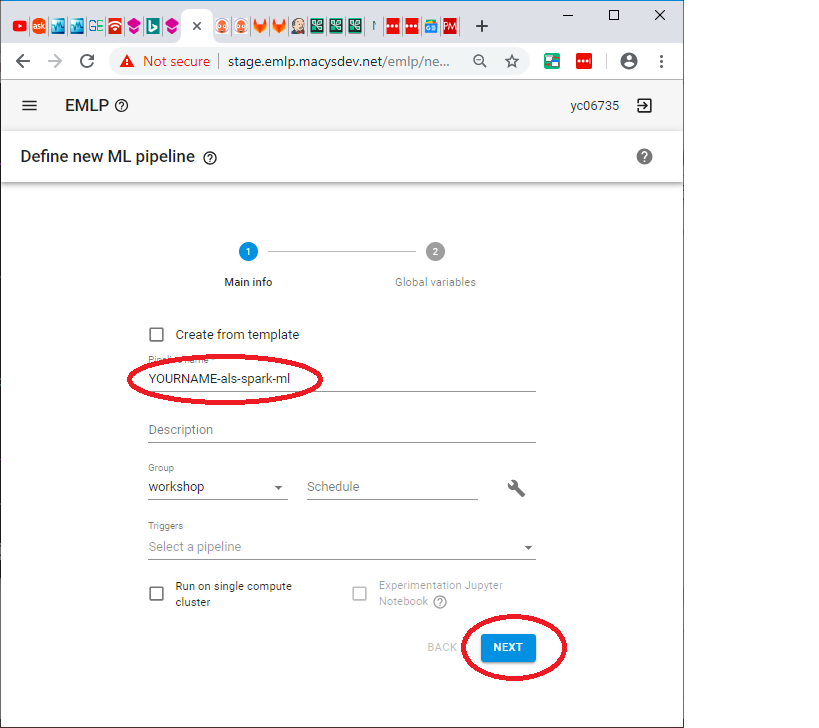 ask
GE
PM
Not secure
stage.emlp.macysdev.net/emlp/ne...
EMLP
yc06735
Define new ML pipeline
1
2
Main info
Global variables
Create from template
Pipeline name *
YOURNAME-als-spark-ml
Description
Group
workshop
Schedule
Triggers
Select a pipeline
Run on single compute
cluster
Experimentation Jupyter
Notebook
BACK
NEXT